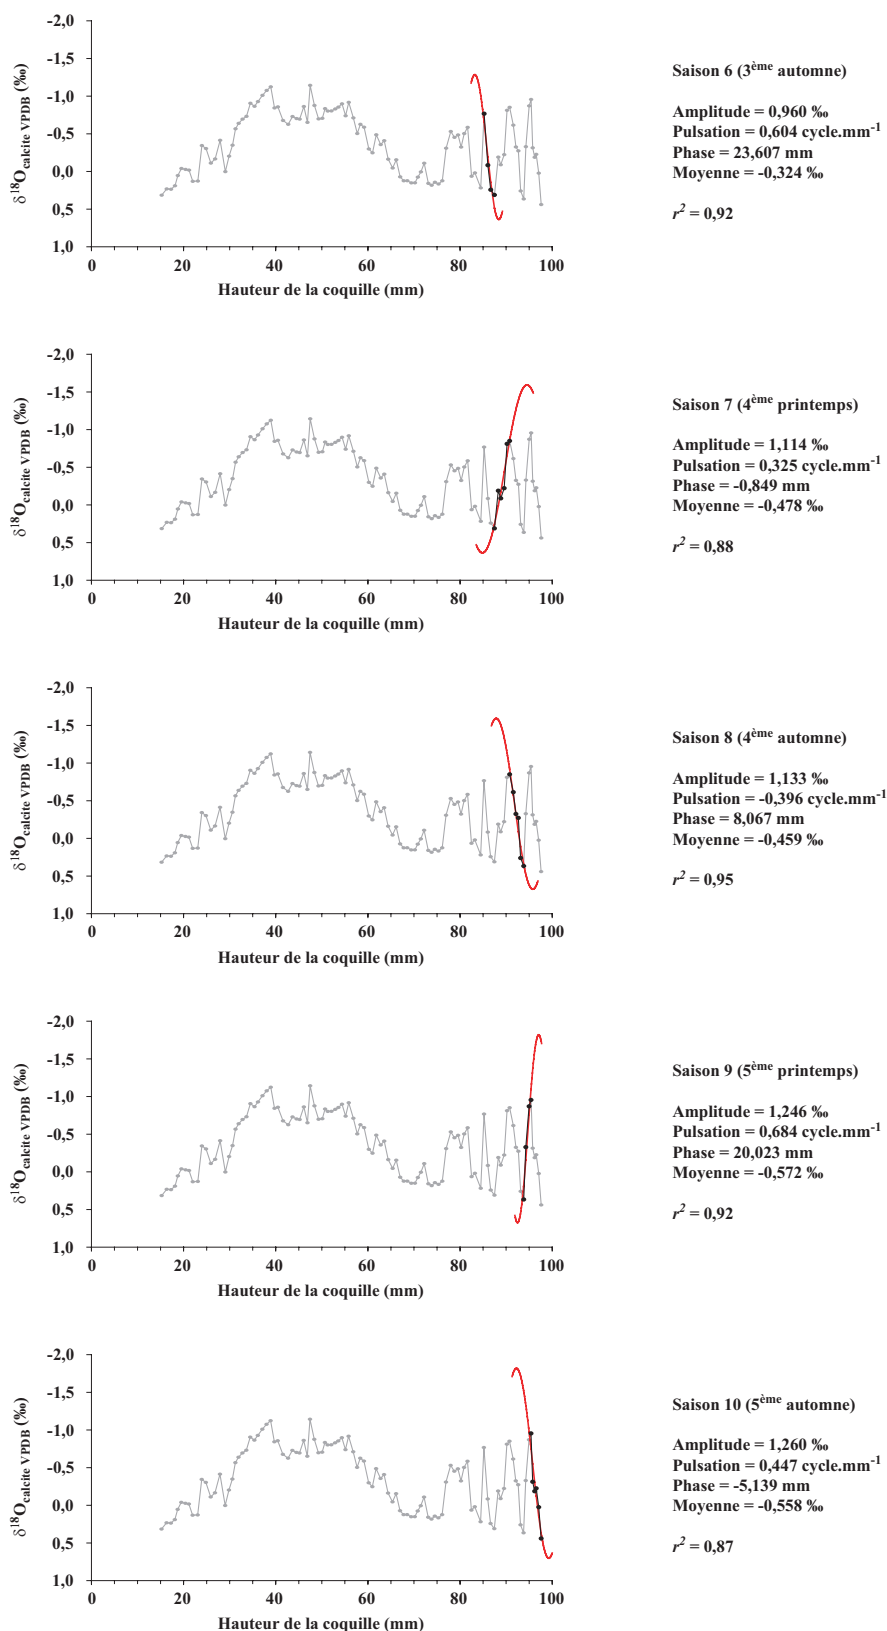 -2,0
-1,5
-1,0
-0,5
0,0
0,5
1,0
δ18Ocalcite VPDB (‰)
0 20 40 60 80 100
Hauteur de la coquille (mm)
Saison 6 (3ème automne)
Amplitude = 0,960 ‰
Pulsation = 0,604 cycle.mm-1
Phase = 23,607 mm
Moyenne = -0,324 ‰
r2 = 0,92
-2,0
-1,5
-1,0
-0,5
0,0
0,5
1,0
δ18Ocalcite VPDB (‰)
0 20 40 60 80 100
Hauteur de la coquille (mm)
Saison 7 (4ème printemps)
Amplitude = 1,114 ‰
Pulsation = 0,325 cycle.mm-1
Phase = -0,849 mm
Moyenne = -0,478 ‰
r2 = 0,88
-2,0
-1,5
-1,0
-0,5
0,0
0,5
1,0
δ18Ocalcite VPDB (‰)
0 20 40 60 80 100
Hauteur de la coquille (mm)
Saison 8 (4ème automne)
Amplitude = 1,133 ‰
Pulsation = -0,396 cycle.mm-1
Phase = 8,067 mm
Moyenne = -0,459 ‰
r2 = 0,95
-2,0
-1,5
-1,0
-0,5
0,0
0,5
1,0
δ18Ocalcite VPDB (‰)
0 20 40 60 80 100
Hauteur de la coquille (mm)
Saison 9 (5ème printemps)
Amplitude = 1,246 ‰
Pulsation = 0,684 cycle.mm-1
Phase = 20,023 mm
Moyenne = -0,572 ‰
r2 = 0,92
-2,0
-1,5
-1,0
-0,5
0,0
0,5
1,0
δ18Ocalcite VPDB (‰)
0 20 40 60 80 100
Hauteur de la coquille (mm)
Saison 10 (5ème automne)
Amplitude = 1,260 ‰
Pulsation = 0,447 cycle.mm-1
Phase = -5,139 mm
Moyenne = -0,558 ‰
r2 = 0,87